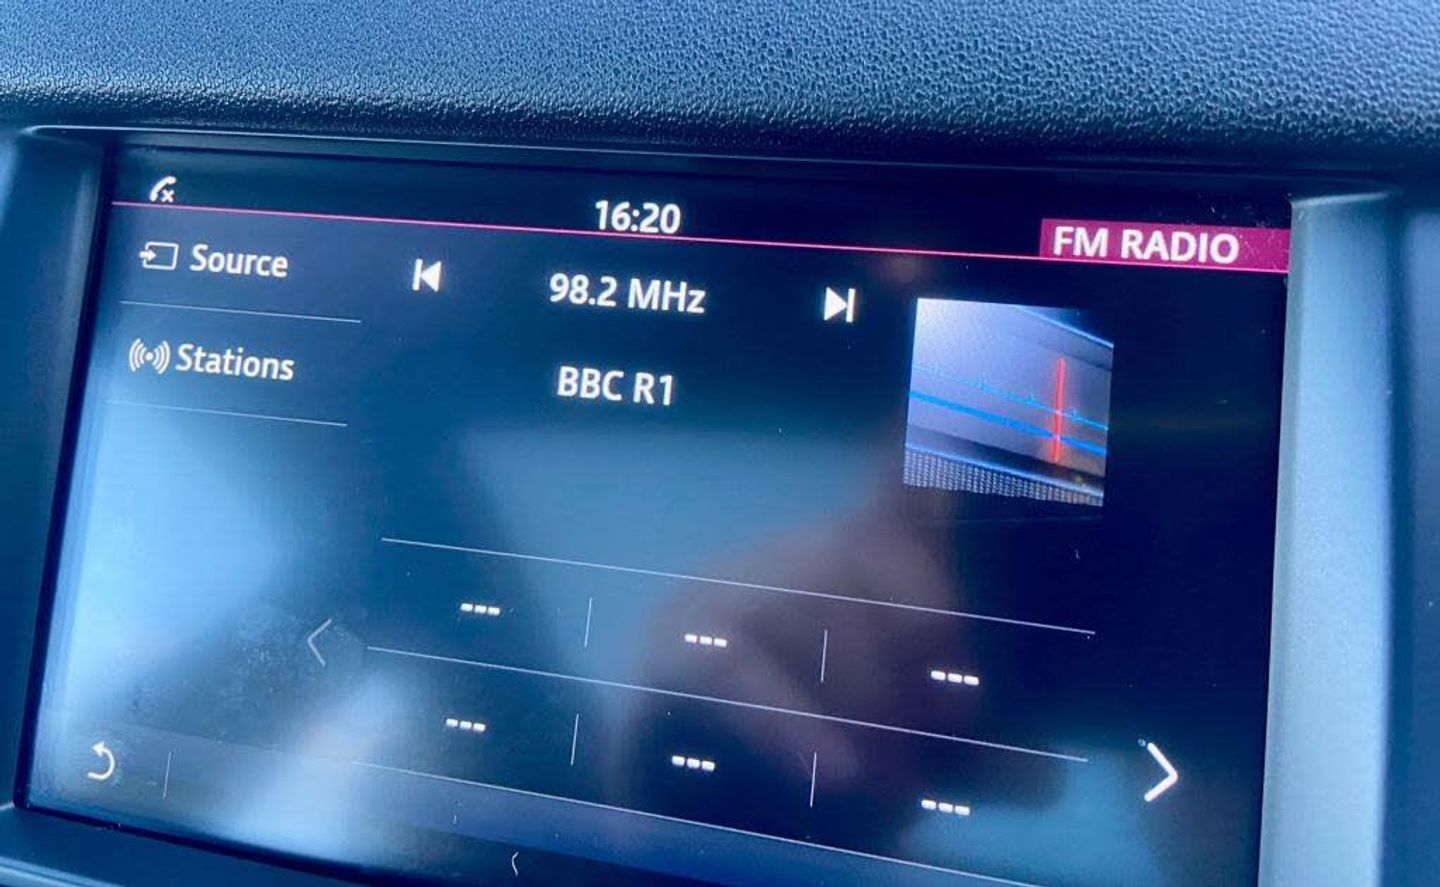 16:20
FM RADIO
Source
98.2 MHz
Stations
BBC R1
--- --- ---
--- --- ---